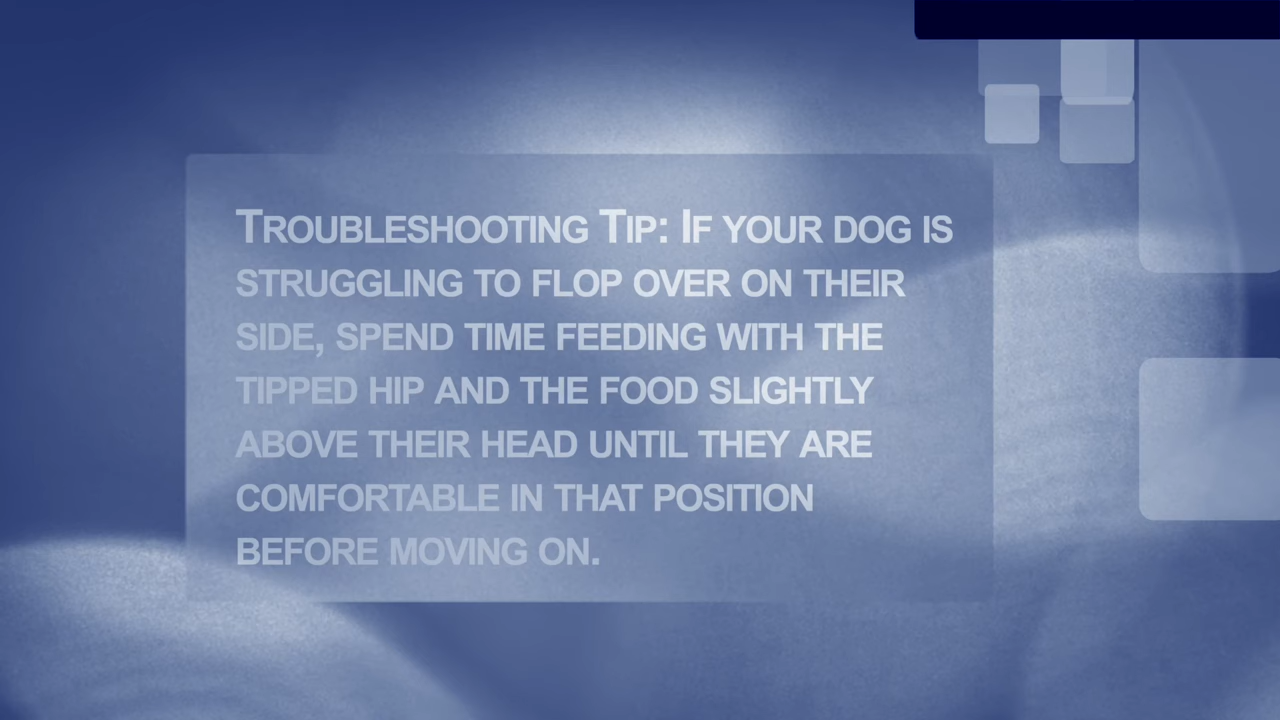 Troubleshooting Tip: If your dog is
struggling to flop over on their
side, spend time feeding with the
tipped hip and the food slightly
above their head until they are
comfortable in that position
before moving on.